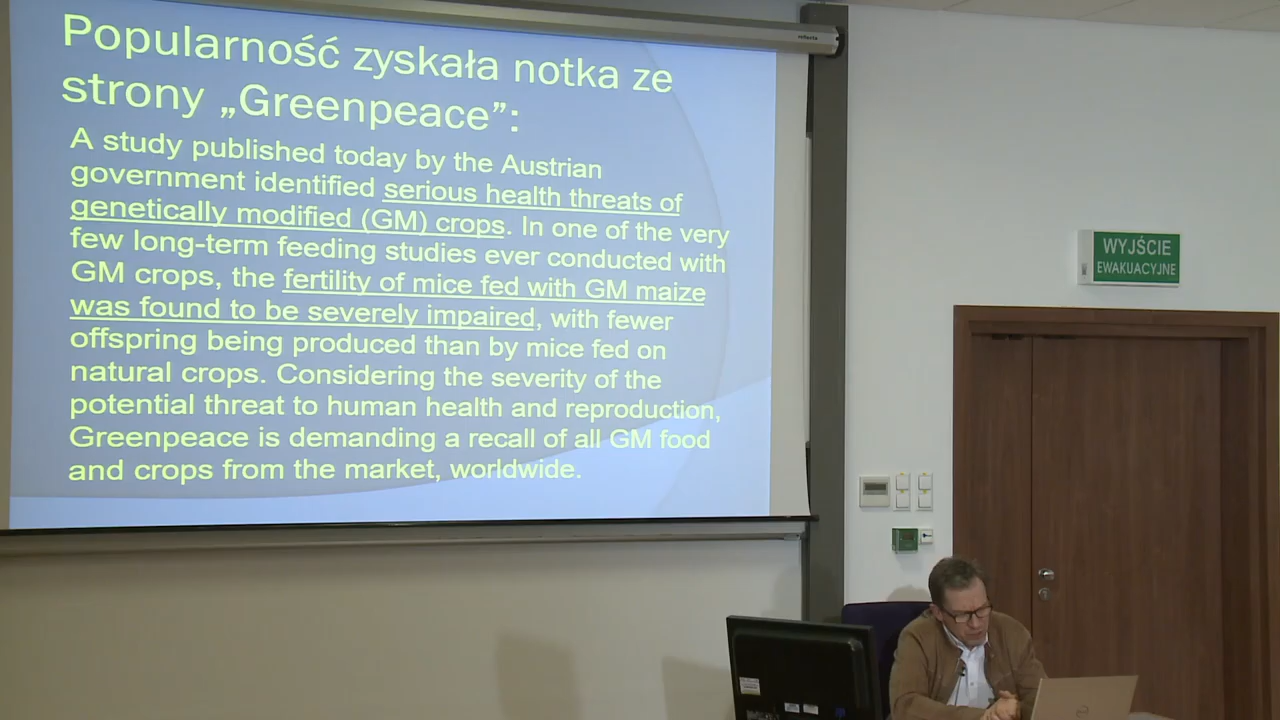 Popularność zyskała notka ze
strony „Greenpeace”:
A study published today by the Austrian
government identified serious health threats of
genetically modified (GM) crops. In one of the very
few long-term feeding studies ever conducted with
GM crops, the fertility of mice fed with GM maize
was found to be severely impaired, with fewer
offspring being produced than by mice fed on
natural crops. Considering the severity of the
potential threat to human health and reproduction,
Greenpeace is demanding a recall of all GM food
and crops from the market, worldwide.
WYJŚCIE
EWAKUACYJNE